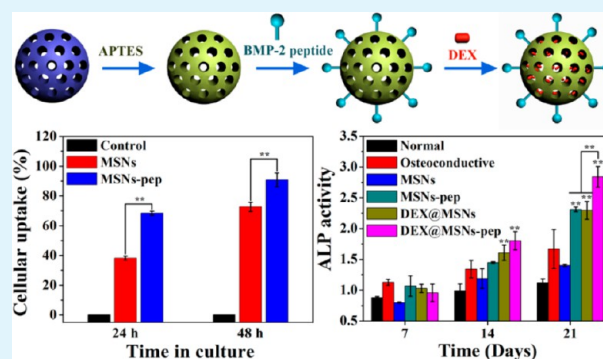 APTES
BMP-2 peptide
DEX
Cellular uptake (%)
120
100
80
60
40
20
0
Control
MSNs
MSNs-pep
**
**
24 h
48 h
Time in culture
ALP activity
3.5
3.0
2.5
2.0
1.5
1.0
0.5
Normal
Osteoconductive
MSNs
MSNs-pep
DEX@MSNs
DEX@MSNs-pep
**
**
**
**
**
**
7
14
21
Time (Days)